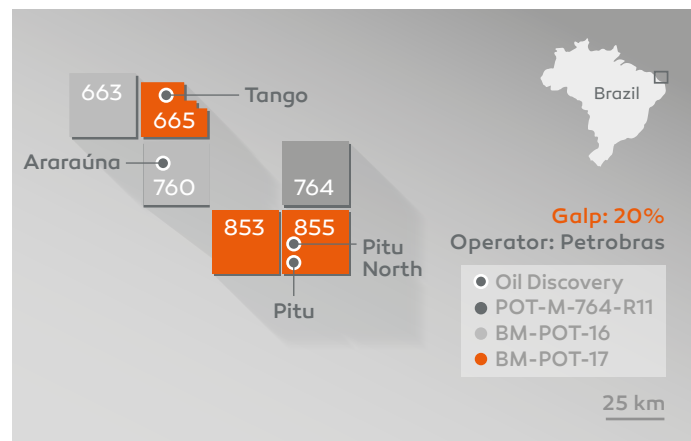 663
665
Tango
Brazil
Araraúna
760
764
853
855
Pitu
North
Pitu
Galp: 20%
Operator: Petrobras
Oil Discovery
POT-M-764-R11
BM-POT-16
BM-POT-17
25 km